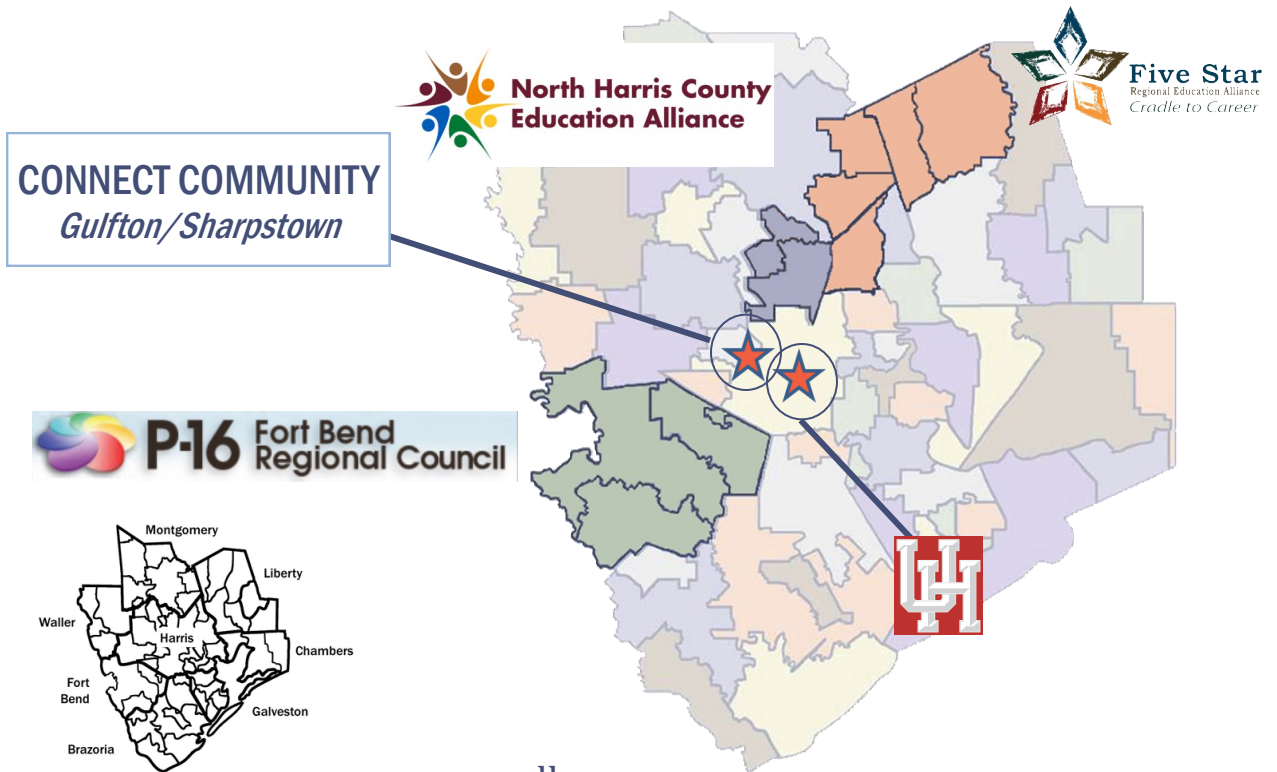 North Harris County
Education Alliance
Five Star
Regional Education Alliance
Cradle to Career
CONNECT COMMUNITY
Gulfton/Sharpstown
P-16 Fort Bend
Regional Council
UH
Montgomery
Liberty
Waller
Harris
Chambers
Fort
Bend
Galveston
Brazoria